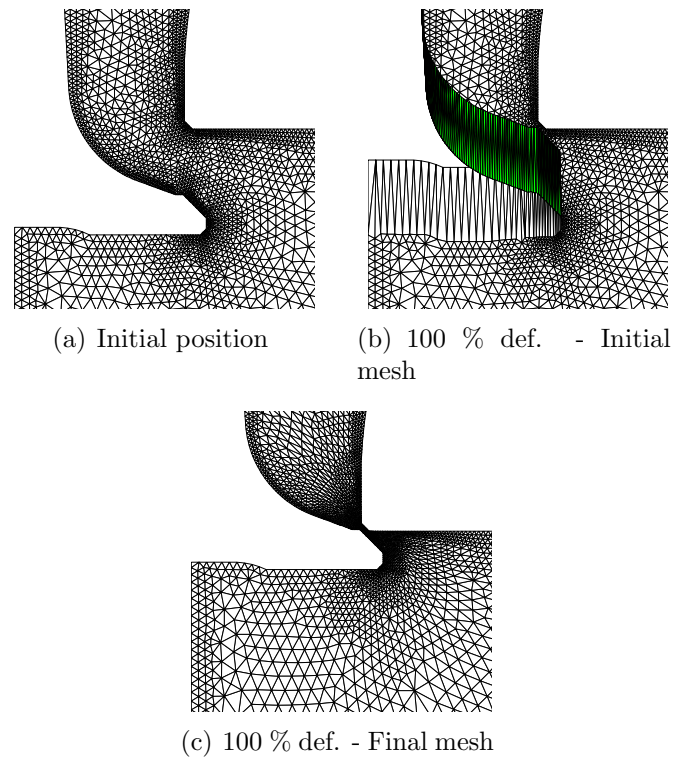 (a) Initial position
(b) 100 % def. - Initial
mesh
(c) 100 % def. - Final mesh